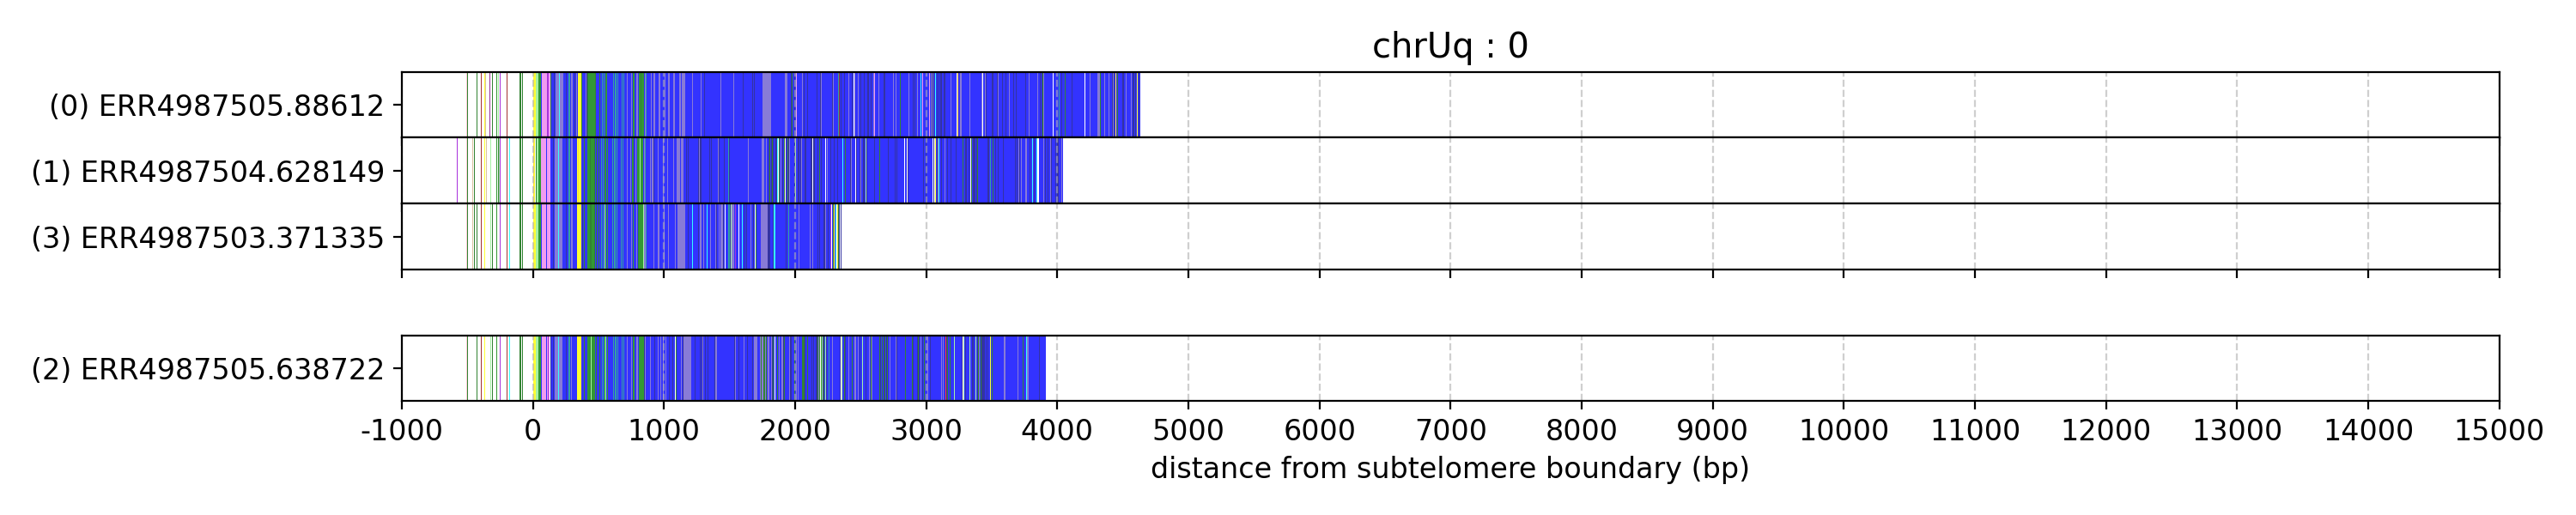 chrUq : 0
(0) ERR4987505.88612
(1) ERR4987504.628149
(3) ERR4987503.371335
(2) ERR4987505.638722
-1000 0 1000 2000 3000 4000 5000 6000 7000 8000 9000 10000 11000 12000 13000 14000 15000
distance from subtelomere boundary (bp)